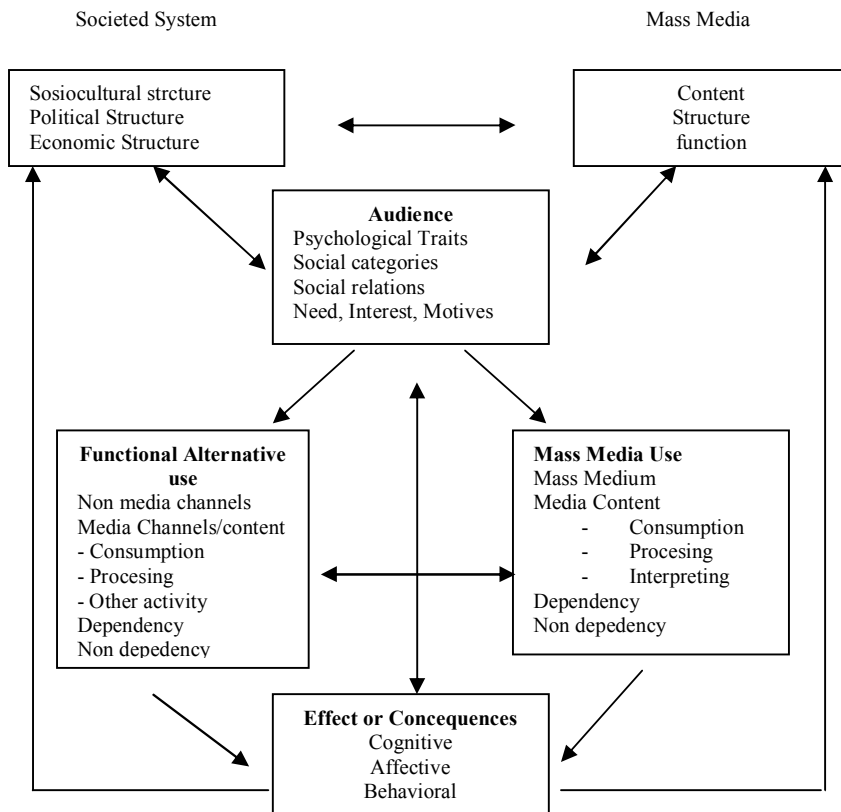 Societed System
Mass Media
Sosiocultural strcture
Political Structure
Economic Structure
Content
Structure
function
Audience
Psychological Traits
Social categories
Social relations
Need, Interest, Motives
Functional Alternative
use
Non media channels
Media Channels/content
- Consumption
- Procesing
- Other activity
Dependency
Non depedency
Mass Media Use
Mass Medium
Media Content
- Consumption
- Procesing
- Interpreting
Dependency
Non depedency
Effect or Concequences
Cognitive
Affective
Behavioral